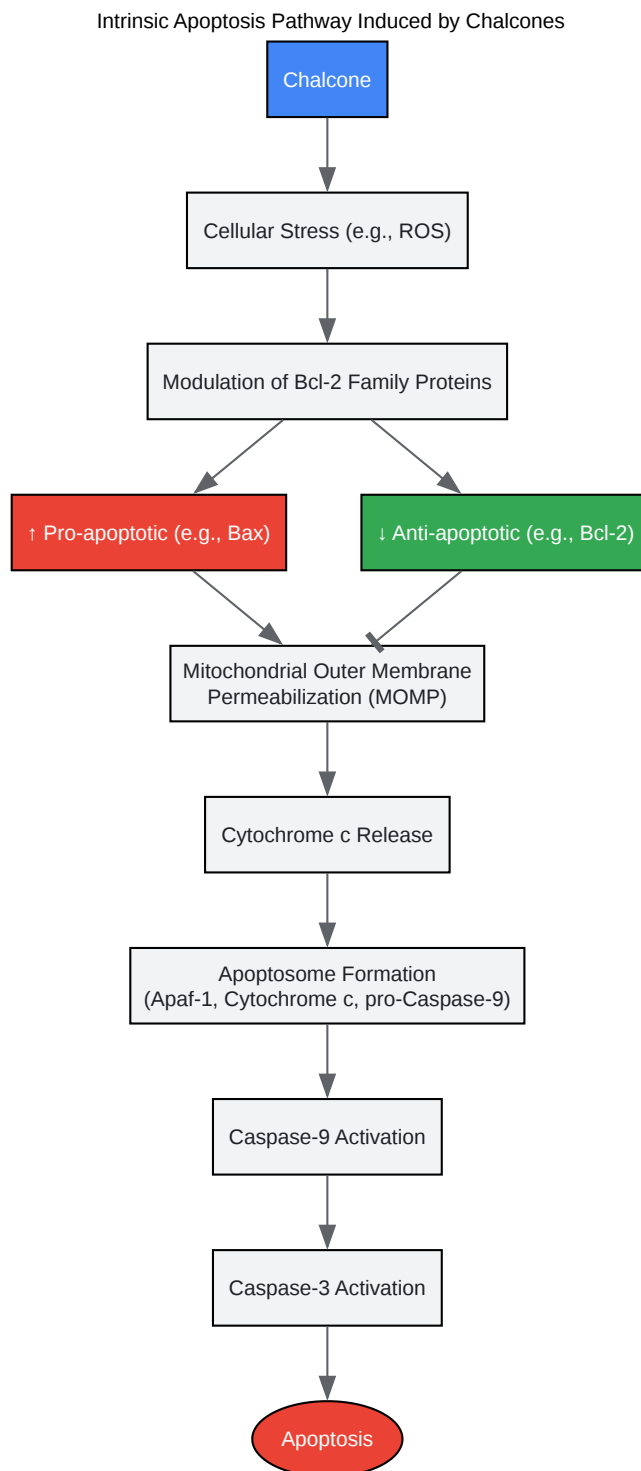 Intrinsic Apoptosis Pathway Induced by Chalcones
Chalcone
Cellular Stress (e.g., ROS)
Modulation of Bcl-2 Family Proteins
↑ Pro-apoptotic (e.g., Bax)
↓ Anti-apoptotic (e.g., Bcl-2)
Mitochondrial Outer Membrane
Permeabilization (MOMP)
Cytochrome c Release
Apoptosome Formation
(Apaf-1, Cytochrome c, pro-Caspase-9)
Caspase-9 Activation
Caspase-3 Activation
Apoptosis